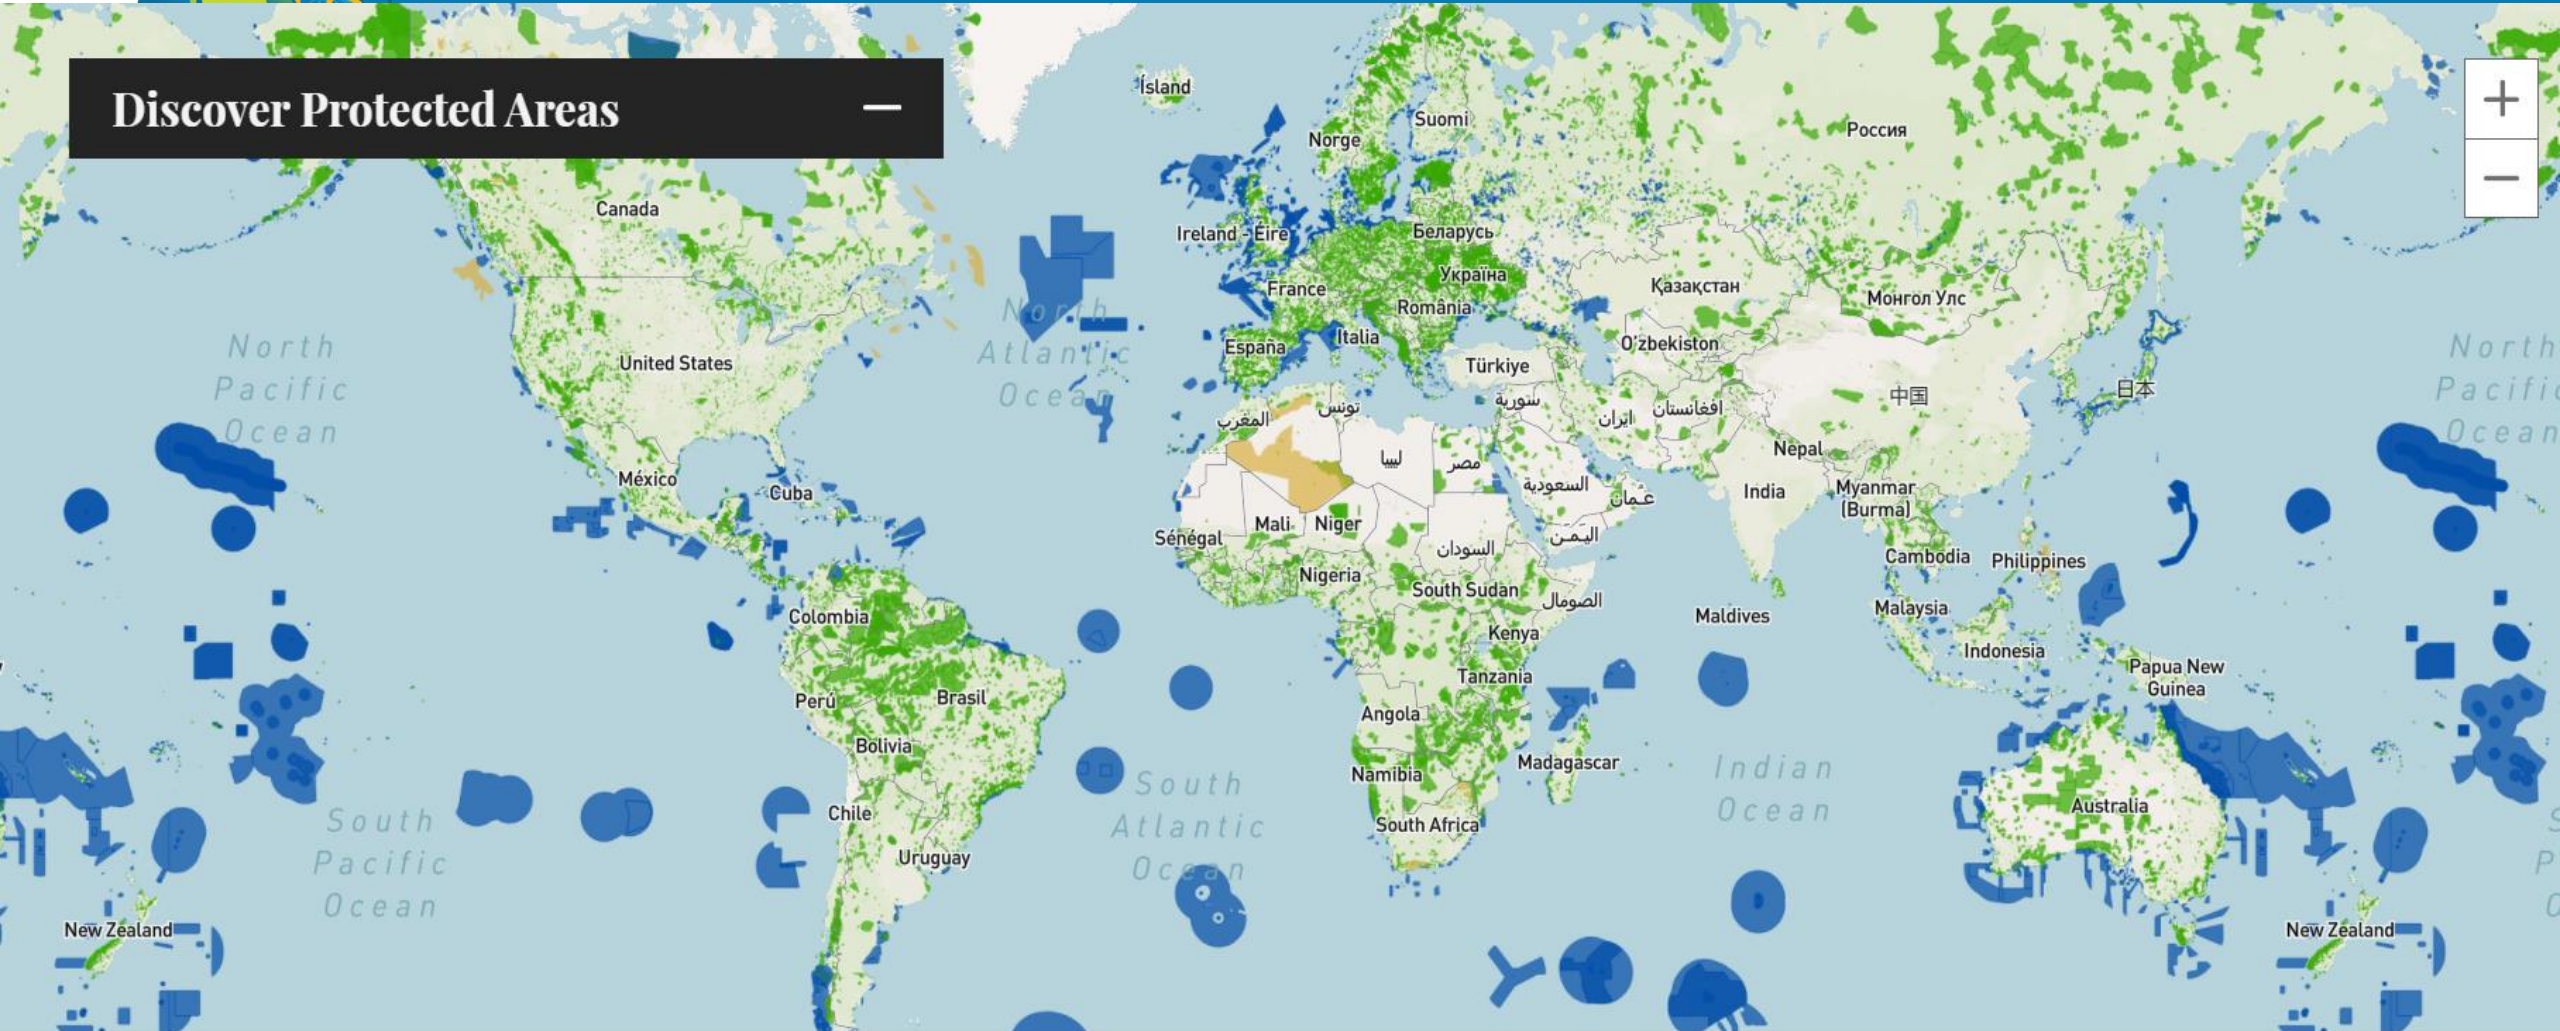 Discover Protected Areas
Ísland
Suomi
Norge
Россия
Canada
Ireland - Éire
Беларусь
Україна
France
Қазақстан
Монгол Улс
România
North
Atlantic
Ocean
Italia
España
O'zbekiston
North
Pacific
Ocean
United States
Türkiye
North
Pacific
Ocean
日本
中国
سورية
افغانستان
ایران
تونس
المغرب
Nepal
ليبيا
مصر
México
Cuba
السعودية
India
Myanmar
(Burma)
عمان
Mali
Niger
Sénégal
اليمن
السودان
Cambodia
Philippines
Nigeria
South Sudan
الصومال
Colombia
Maldives
Malaysia
Kenya
Indonesia
Tanzania
Papua New
Guinea
Perú
Brasil
Angola
Bolivia
Namibia
Madagascar
Indian
Ocean
South
Atlantic
Ocean
Chile
South
Pacific
Ocean
South Africa
Australia
Uruguay
New Zealand
New Zealand